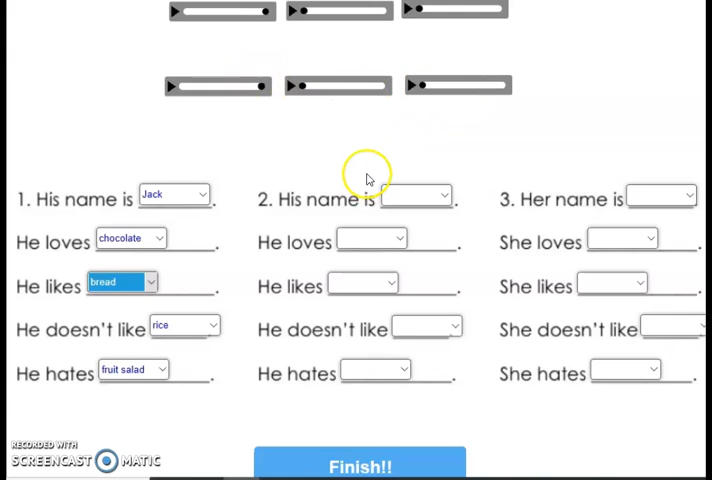 1. His name is Jack.
He loves chocolate.
He likes bread.
He doesn't like rice.
He hates fruit salad.
2. His name is .
He loves .
He likes .
He doesn't like .
He hates .
3. Her name is
She loves .
She likes .
She doesn't like
She hates .
RECORDED WITH
SCREENCAST MATIC
Finish!!